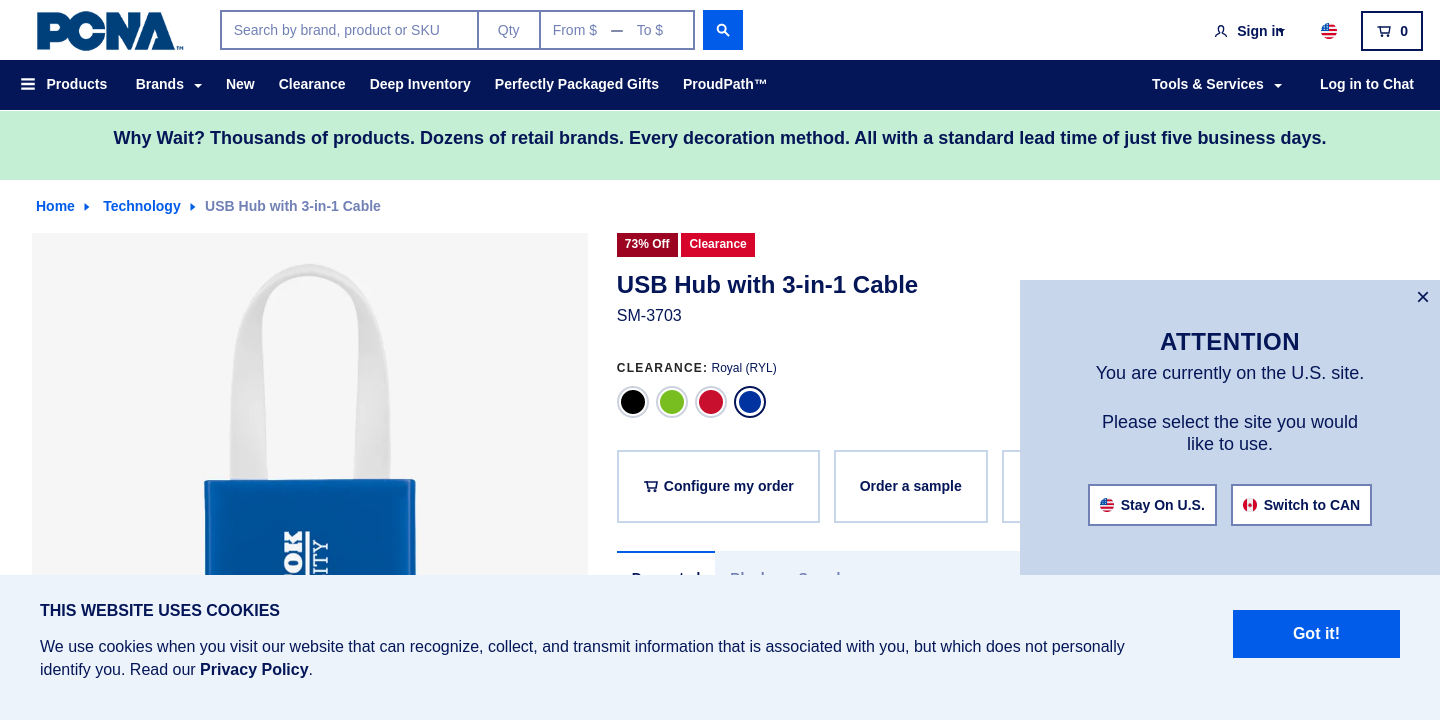 PCNA™
Search by brand, product or SKU
Qty
From $ — To $
Sign in
0
Products
Brands
New
Clearance
Deep Inventory
Perfectly Packaged Gifts
ProudPath™
Tools & Services
Log in to Chat
Why Wait? Thousands of products. Dozens of retail brands. Every decoration method. All with a standard lead time of just five business days.
Home
Technology
USB Hub with 3-in-1 Cable
73% Off
Clearance
USB Hub with 3-in-1 Cable
SM-3703
CLEARANCE: Royal (RYL)
Configure my order
Order a sample
ATTENTION
You are currently on the U.S. site.
Please select the site you would
like to use.
Stay On U.S.
Switch to CAN
THIS WEBSITE USES COOKIES
We use cookies when you visit our website that can recognize, collect, and transmit information that is associated with you, but which does not personally
identify you. Read our Privacy Policy.
Got it!